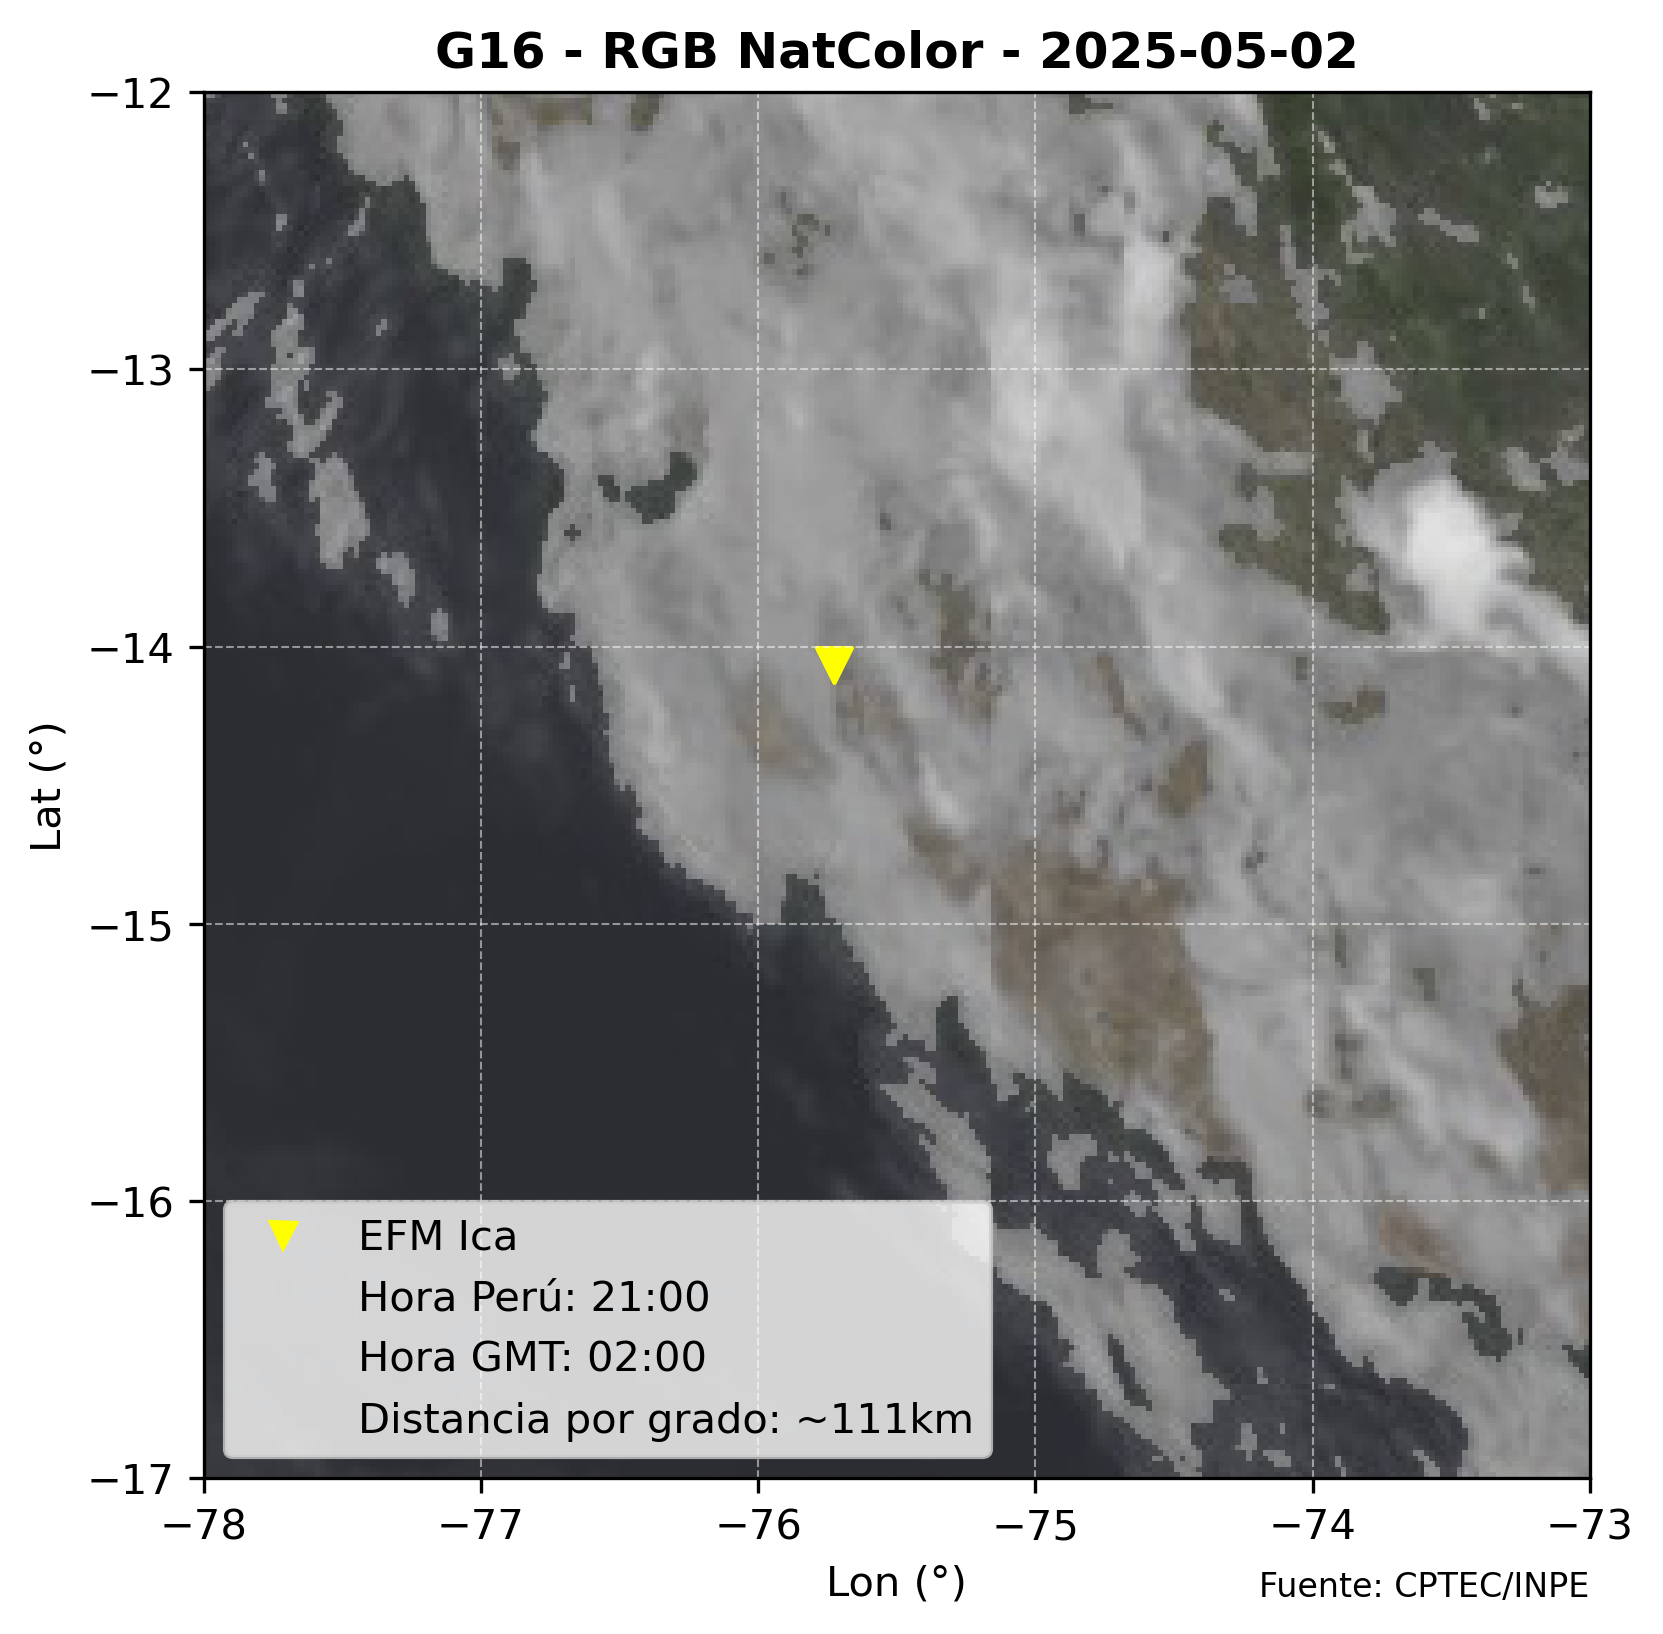 G16 - RGB NatColor - 2025-05-02
−12
−13
−14
−15
−16
−17
Lat (°)
EFM Ica
Hora Perú: 21:00
Hora GMT: 02:00
Distancia por grado: ~111km
−78 −77 −76 −75 −74 −73
Lon (°)
Fuente: CPTEC/INPE